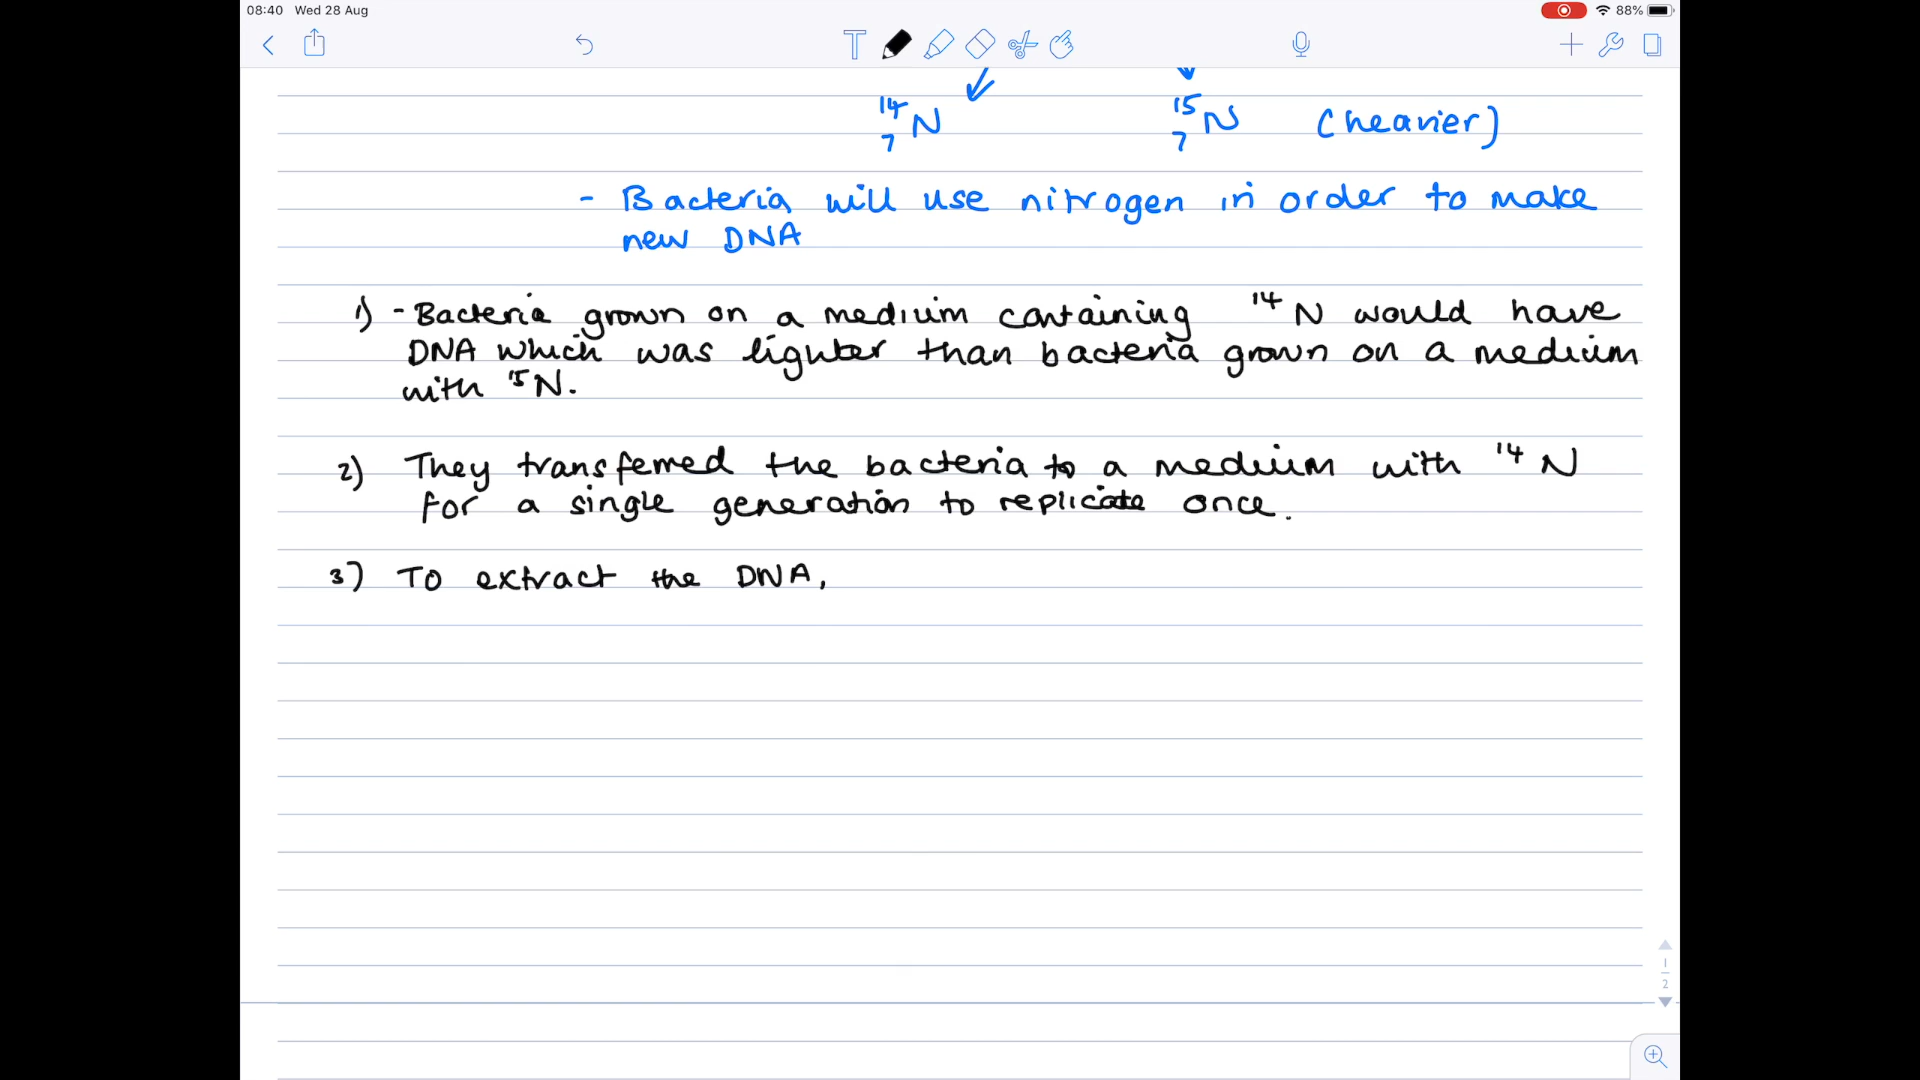 08:40 Wed 28 Aug 88%
T
14 7 N 15 7 N (heavier)
- Bacteria will use nitrogen in order to make
new DNA
1) - Bacteria grown on a medium containing 14 N would have
DNA which was lighter than bacteria grown on a medium
with 15 N.
2) They transferred the bacteria to a medium with 14 N
for a single generation to replicate once.
3) To extract the DNA,
1
2